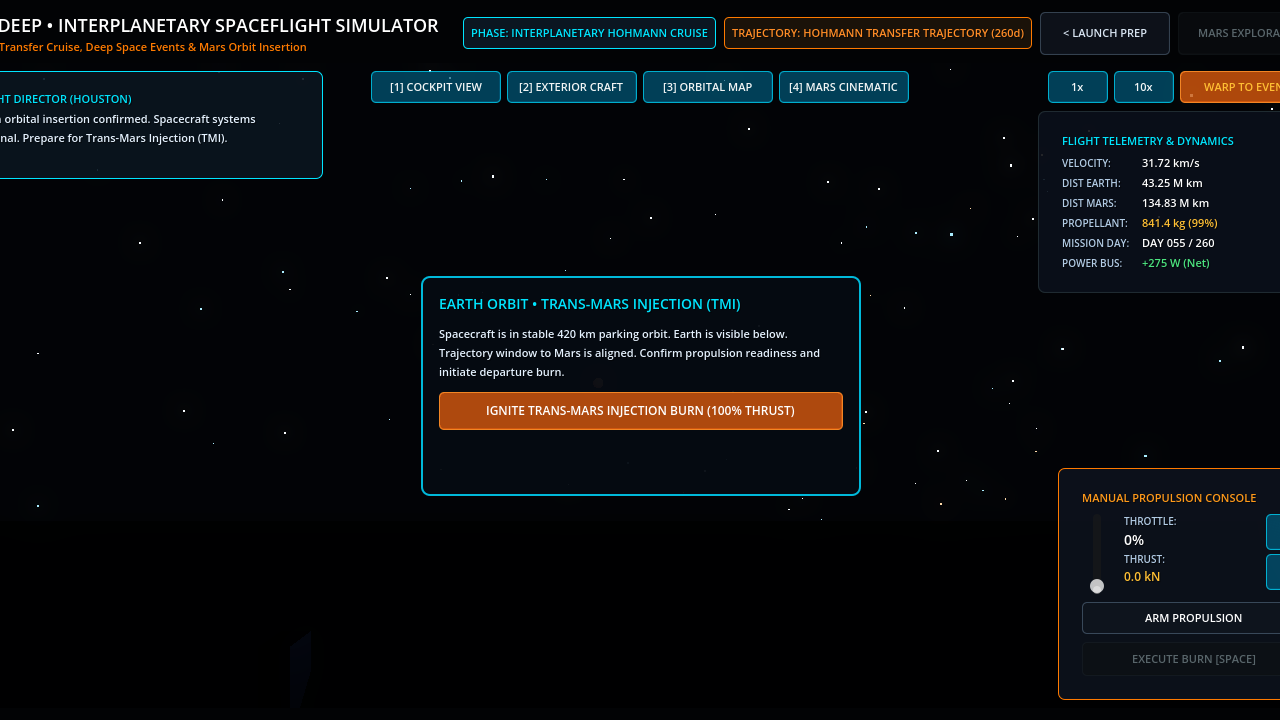 DEEP • INTERPLANETARY SPACEFLIGHT SIMULATOR
Transfer Cruise, Deep Space Events & Mars Orbit Insertion
PHASE: INTERPLANETARY HOHMANN CRUISE
TRAJECTORY: HOHMANN TRANSFER TRAJECTORY (260d)
< LAUNCH PREP
MARS EXPLORA
HT DIRECTOR (HOUSTON)
orbital insertion confirmed. Spacecraft systems
nal. Prepare for Trans-Mars Injection (TMI).
[1] COCKPIT VIEW
[2] EXTERIOR CRAFT
[3] ORBITAL MAP
[4] MARS CINEMATIC
1x
10x
WARP TO EVEN
FLIGHT TELEMETRY & DYNAMICS
VELOCITY: 31.72 km/s
DIST EARTH: 43.25 M km
DIST MARS: 134.83 M km
PROPELLANT: 841.4 kg (99%)
MISSION DAY: DAY 055 / 260
POWER BUS: +275 W (Net)
EARTH ORBIT • TRANS-MARS INJECTION (TMI)
Spacecraft is in stable 420 km parking orbit. Earth is visible below.
Trajectory window to Mars is aligned. Confirm propulsion readiness and
initiate departure burn.
IGNITE TRANS-MARS INJECTION BURN (100% THRUST)
MANUAL PROPULSION CONSOLE
THROTTLE:
0%
THRUST:
0.0 kN
ARM PROPULSION
EXECUTE BURN [SPACE]